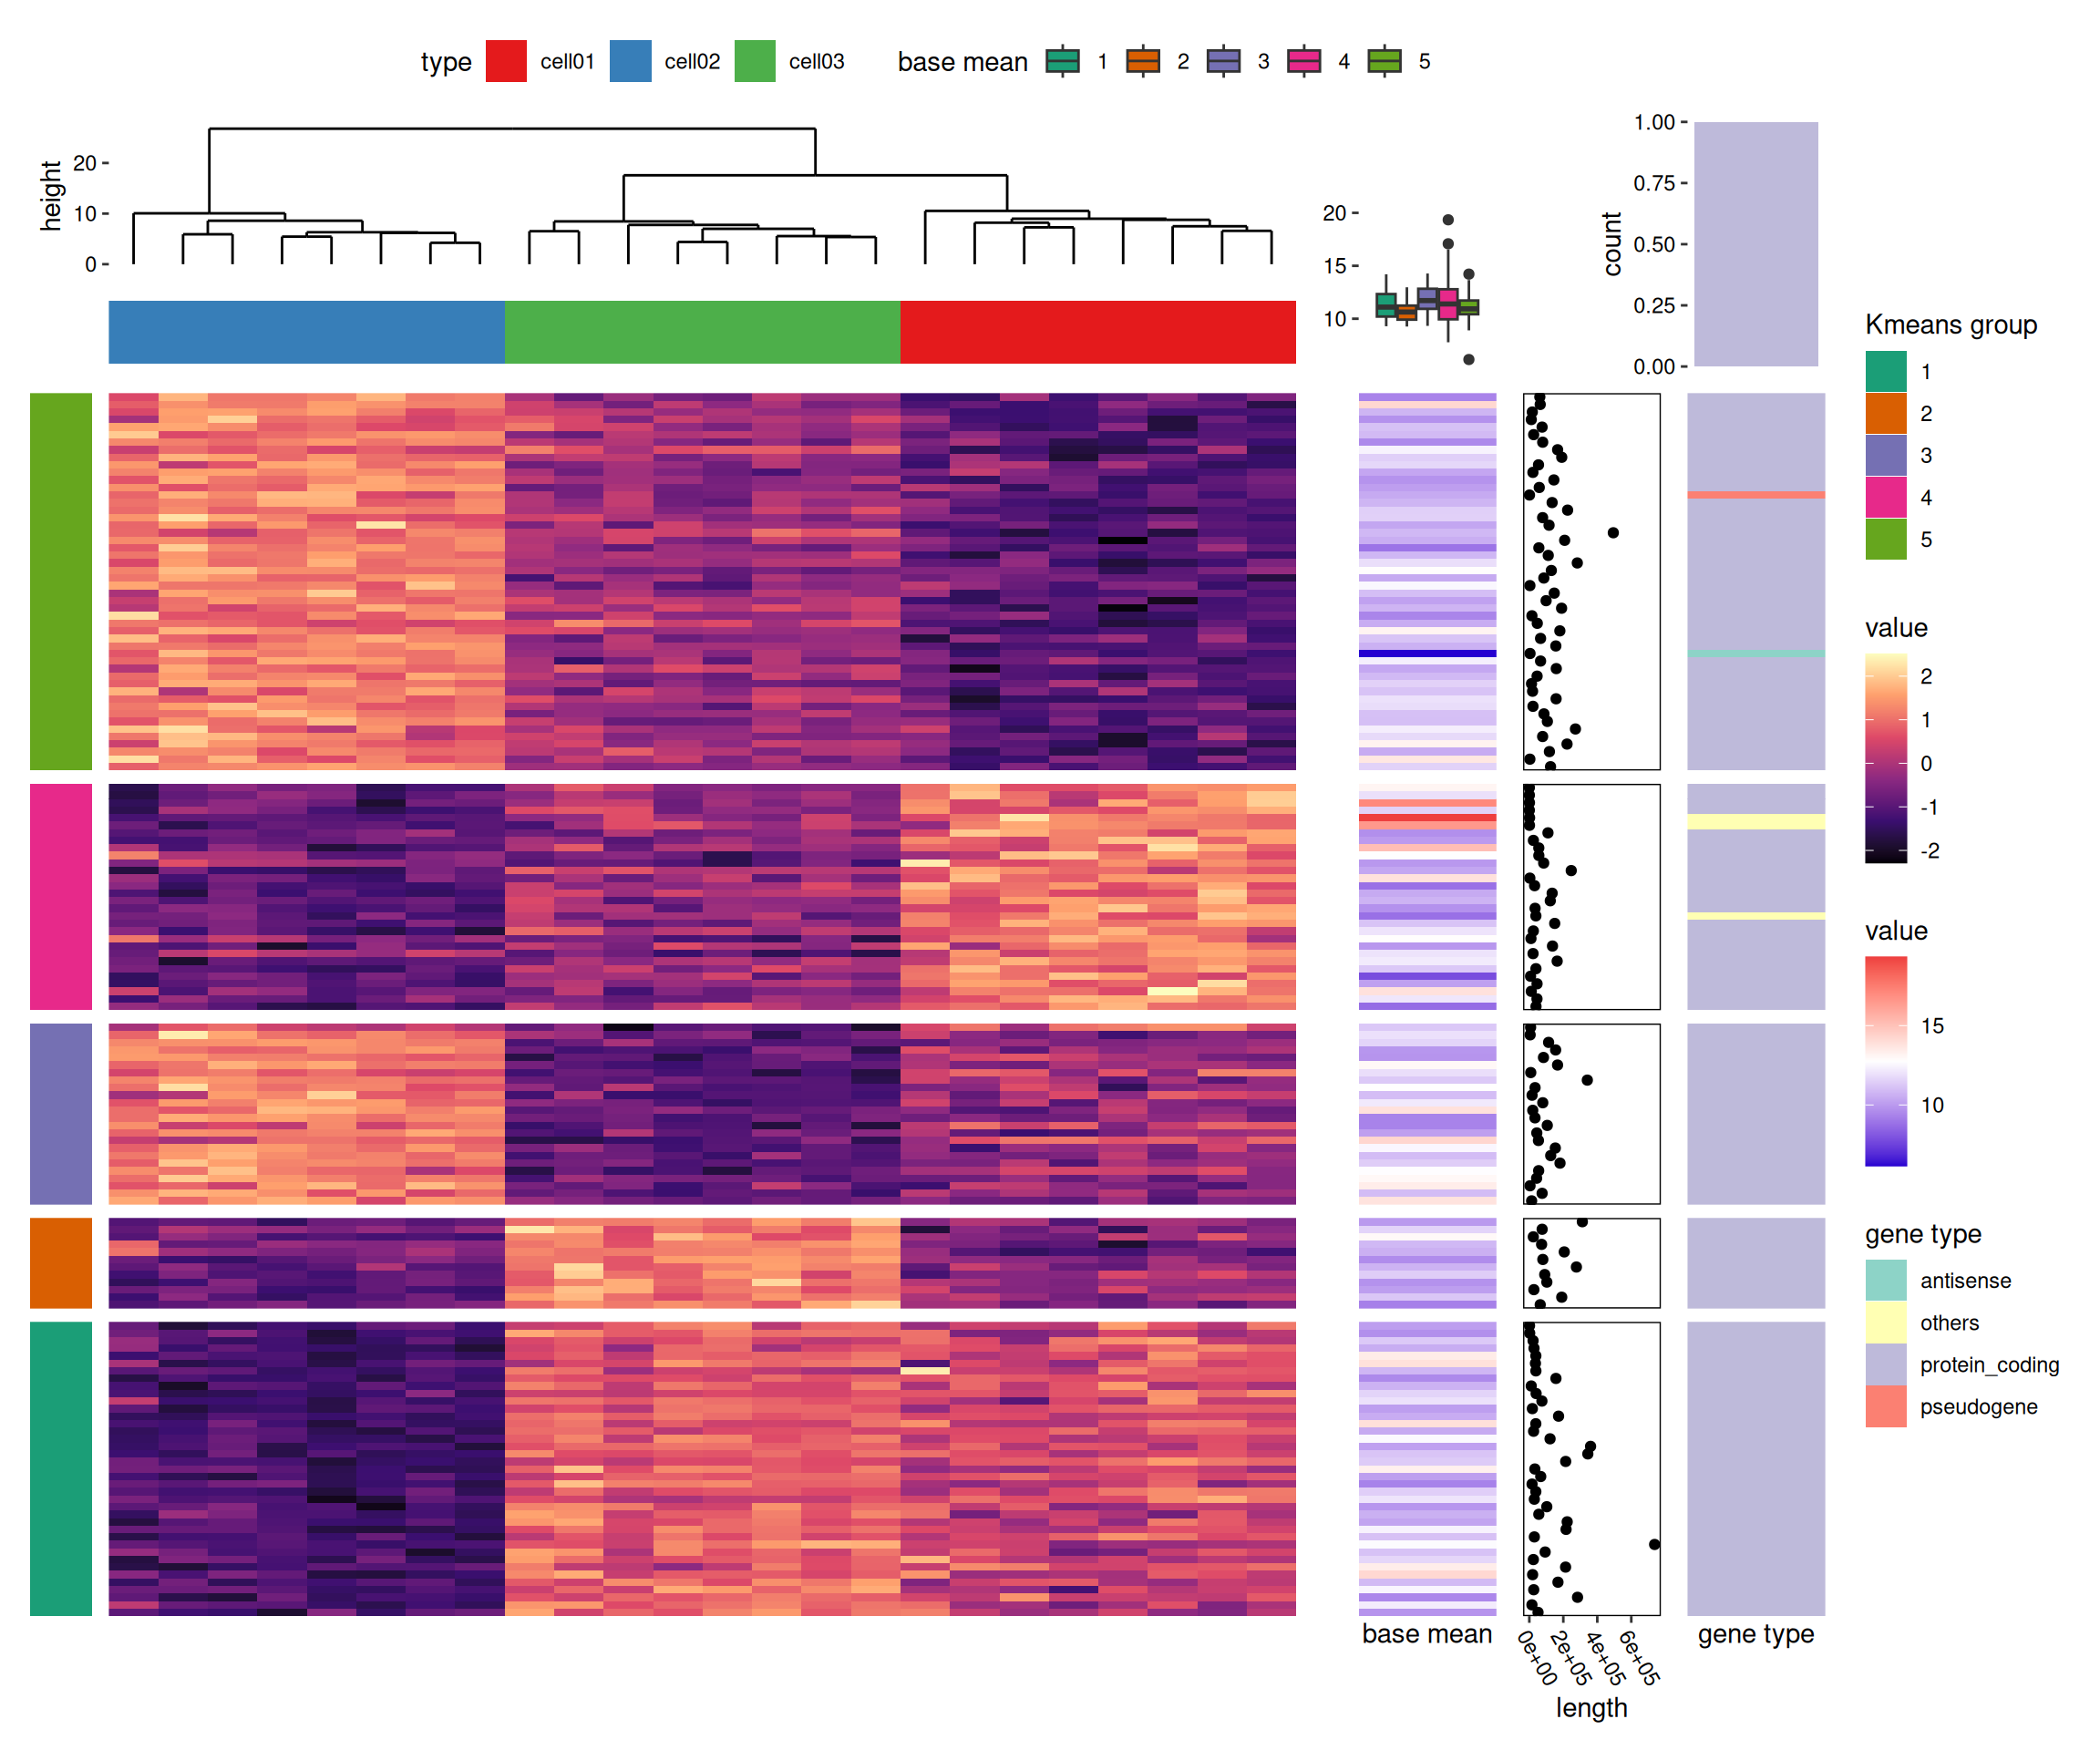 type cell01 cell02 cell03 base mean 1 2 3 4 5
height
20
10
0
20
15
10
count
1.00
0.75
0.50
0.25
0.00
Kmeans group
1
2
3
4
5
value
2
1
0
-1
-2
value
15
10
gene type
antisense
others
protein_coding
pseudogene
base mean
0e+00 2e+05 4e+05 6e+05
length
gene type